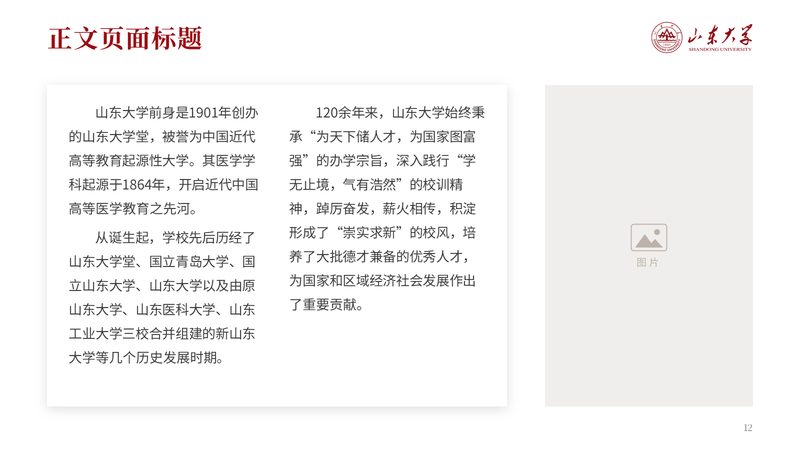 正文页面标题
山东大学
SHANDONG UNIVERSITY
山东大学前身是1901年创办
的山东大学堂，被誉为中国近代
高等教育起源性大学。其医学学
科起源于1864年，开启近代中国
高等医学教育之先河。
从诞生起，学校先后历经了
山东大学堂、国立青岛大学、国
立山东大学、山东大学以及由原
山东大学、山东医科大学、山东
工业大学三校合并组建的新山东
大学等几个历史发展时期。
120余年来，山东大学始终秉
承“为天下储人才，为国家图富
强”的办学宗旨，深入践行“学
无止境，气有浩然”的校训精
神，踔厉奋发，薪火相传，积淀
形成了“崇实求新”的校风，培
养了大批德才兼备的优秀人才，
为国家和区域经济社会发展作出
了重要贡献。
图片
12